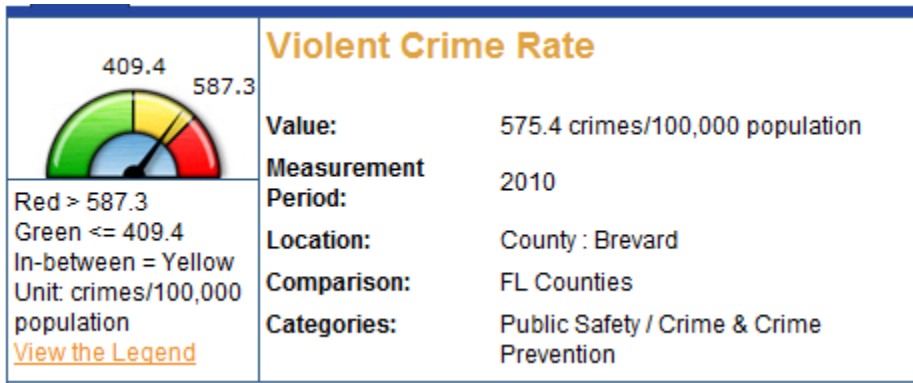 409.4
587.3
Red > 587.3
Green <= 409.4
In-between = Yellow
Unit: crimes/100,000
population
View the Legend
Violent Crime Rate
Value: 575.4 crimes/100,000 population
Measurement
Period: 2010
Location: County : Brevard
Comparison: FL Counties
Categories: Public Safety / Crime & Crime
Prevention